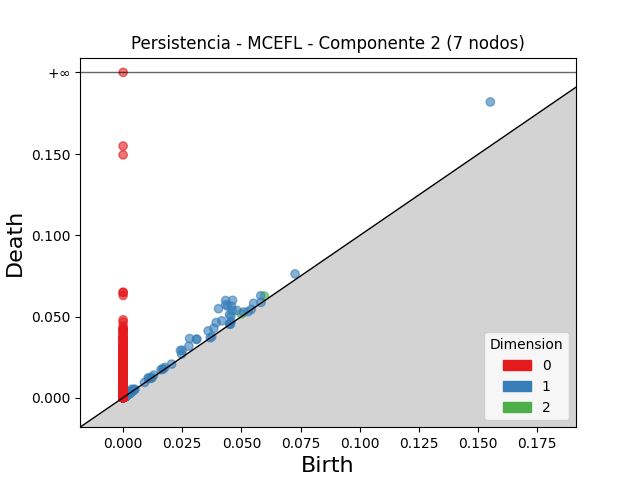 Persistencia - MCEFL - Componente 2 (7 nodos)
+∞
0.150
0.100
0.050
0.000
Death
Dimension
0
1
2
0.000 0.025 0.050 0.075 0.100 0.125 0.150 0.175
Birth